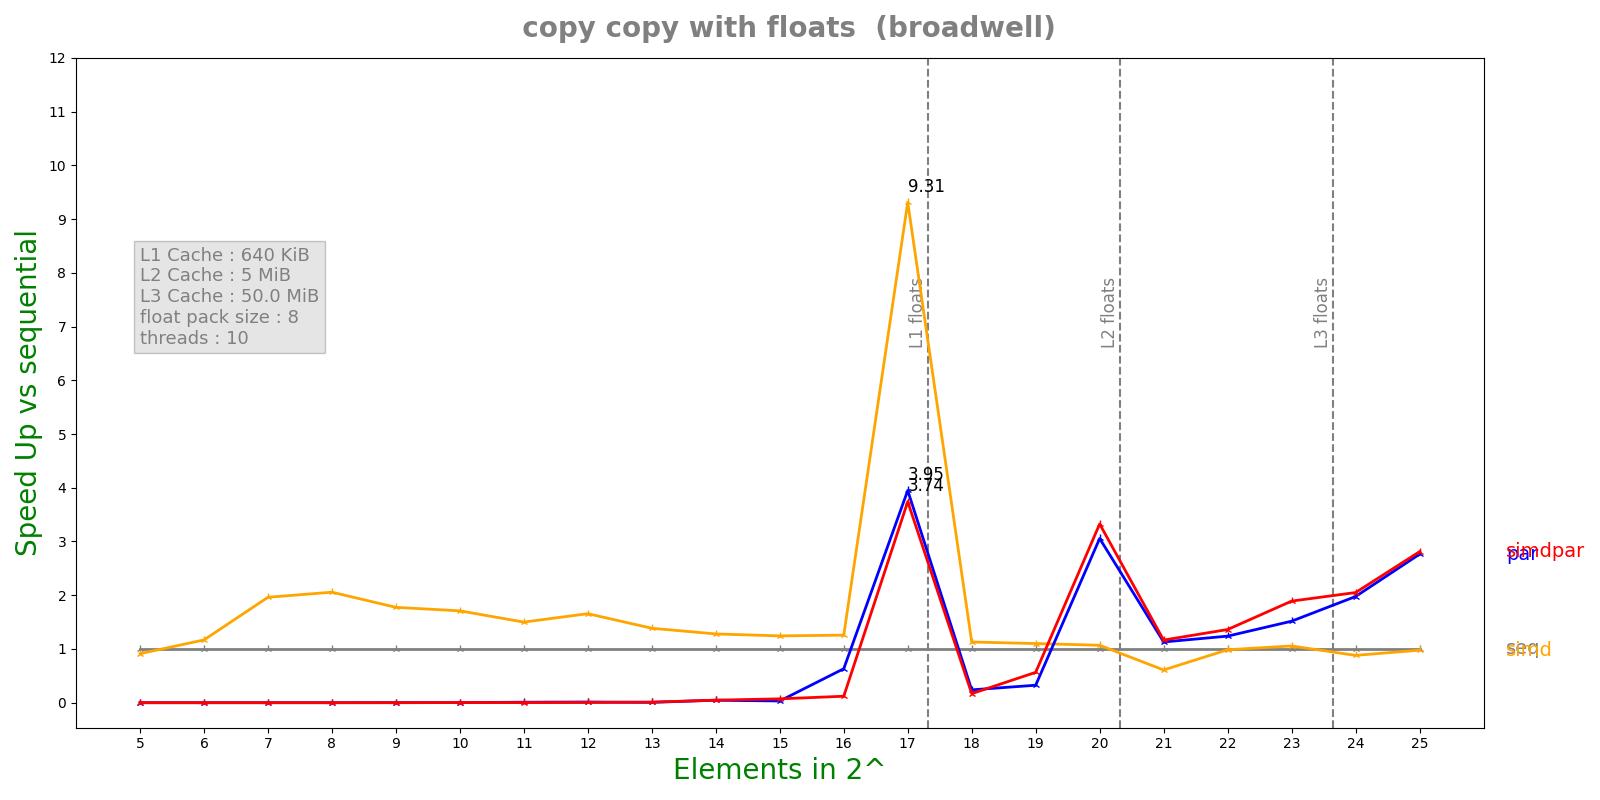 copy copy with floats  (broadwell)
12
11
10
9
8
7
6
5
4
3
2
1
0
Speed Up vs sequential
L1 Cache : 640 KiB
L2 Cache : 5 MiB
L3 Cache : 50.0 MiB
float pack size : 8
threads : 10
9.31
3.95
3.74
L1 floats
L2 floats
L3 floats
simdpar
par
seq
simd
5 6 7 8 9 10 11 12 13 14 15 16 17 18 19 20 21 22 23 24 25
Elements in 2^